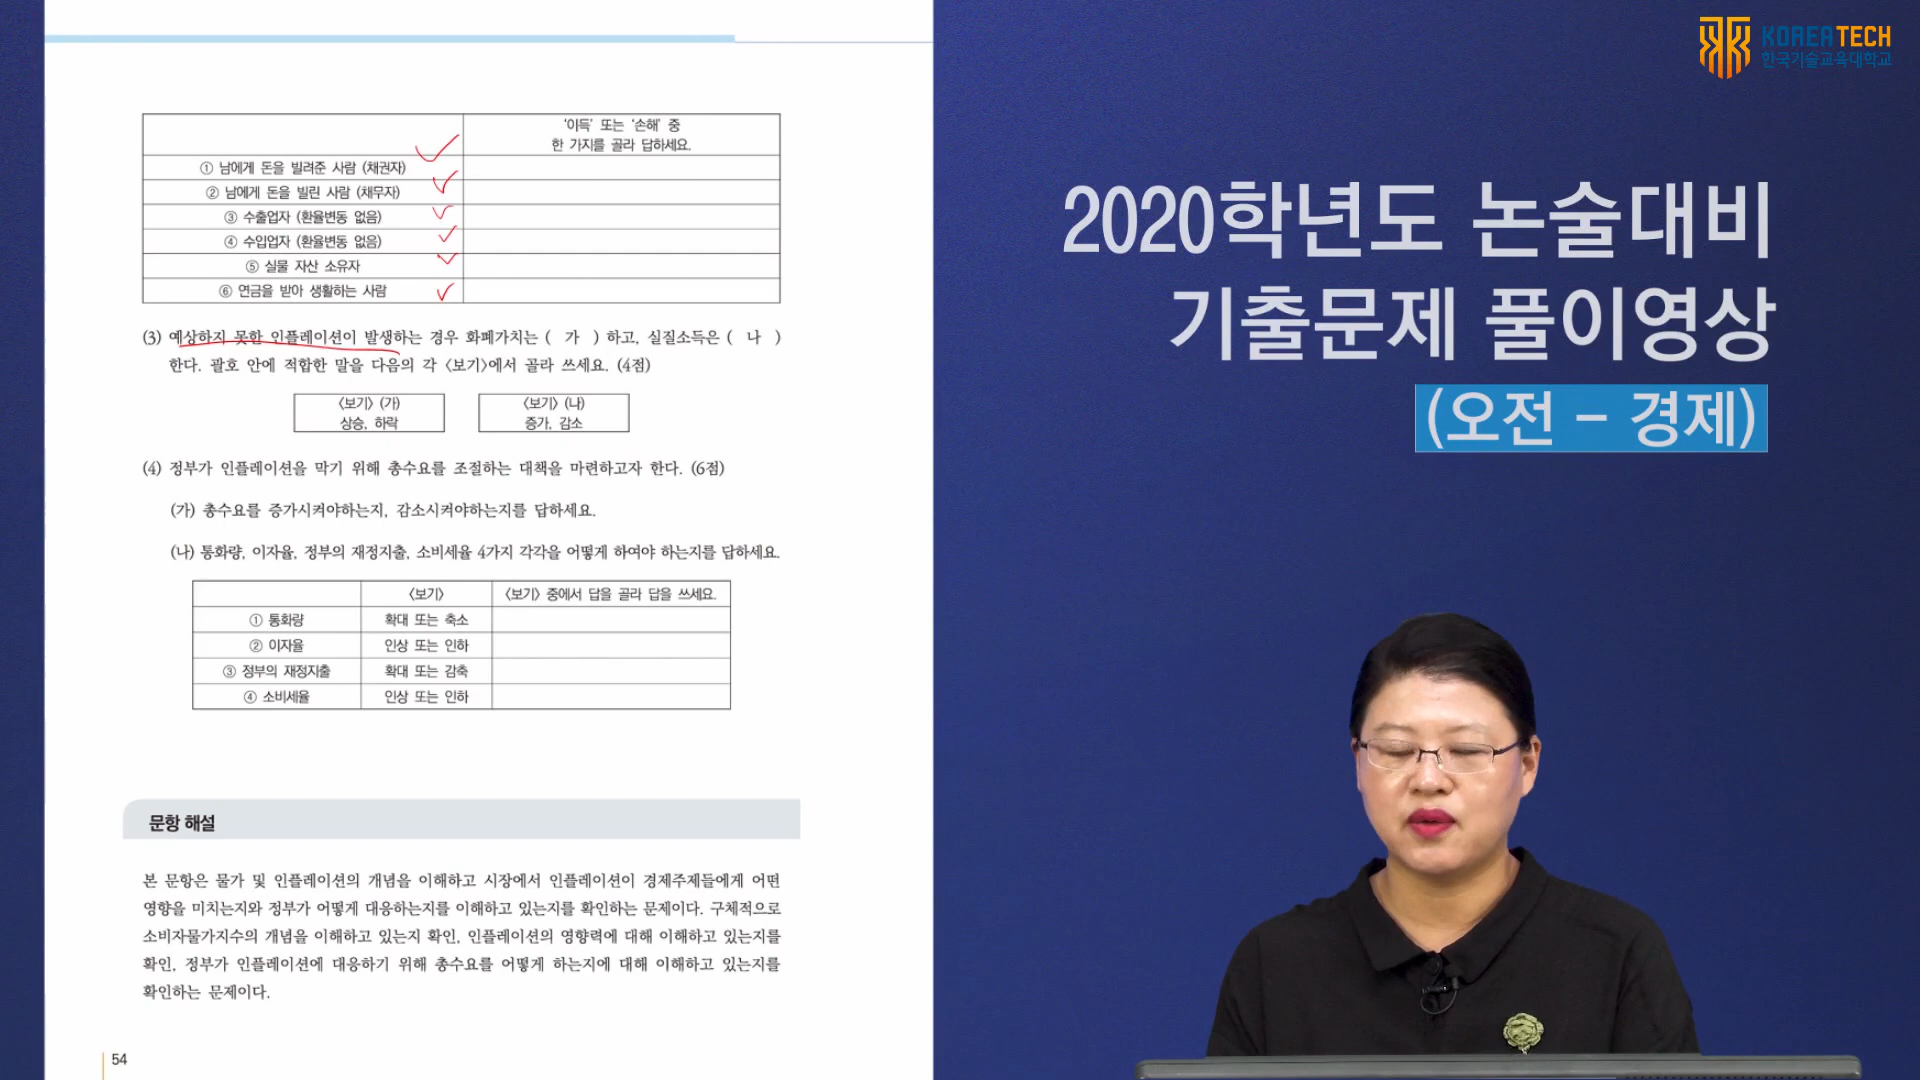 ‘이득’ 또는 ‘손해’ 중
한 가지를 골라 답하세요.
① 남에게 돈을 빌려준 사람 (채권자)
② 남에게 돈을 빌린 사람 (채무자)
③ 수출업자 (환율변동 없음)
④ 수입업자 (환율변동 없음)
⑤ 실물 자산 소유자
⑥ 연금을 받아 생활하는 사람
(3) 예상하지 못한 인플레이션이 발생하는 경우 화폐가치는 ( 가 ) 하고, 실질소득은 ( 나 )
한다. 괄호 안에 적합한 말을 다음의 각 〈보기〉에서 골라 쓰세요. (4점)
〈보기〉 (가)
상승, 하락
〈보기〉 (나)
증가, 감소
(4) 정부가 인플레이션을 막기 위해 총수요를 조절하는 대책을 마련하고자 한다. (6점)
(가) 총수요를 증가시켜야하는지, 감소시켜야하는지를 답하세요.
(나) 통화량, 이자율, 정부의 재정지출, 소비세율 4가지 각각을 어떻게 하여야 하는지를 답하세요.
〈보기〉 〈보기〉 중에서 답을 골라 답을 쓰세요.
① 통화량 확대 또는 축소
② 이자율 인상 또는 인하
③ 정부의 재정지출 확대 또는 감축
④ 소비세율 인상 또는 인하
문항 해설
본 문항은 물가 및 인플레이션의 개념을 이해하고 시장에서 인플레이션이 경제주제들에게 어떤
영향을 미치는지와 정부가 어떻게 대응하는지를 이해하고 있는지를 확인하는 문제이다. 구체적으로
소비자물가지수의 개념을 이해하고 있는지 확인, 인플레이션의 영향력에 대해 이해하고 있는지를
확인, 정부가 인플레이션에 대응하기 위해 총수요를 어떻게 하는지에 대해 이해하고 있는지를
확인하는 문제이다.
54
KOREATECH
한국기술교육대학교
2020학년도 논술대비
기출문제 풀이영상
(오전 - 경제)